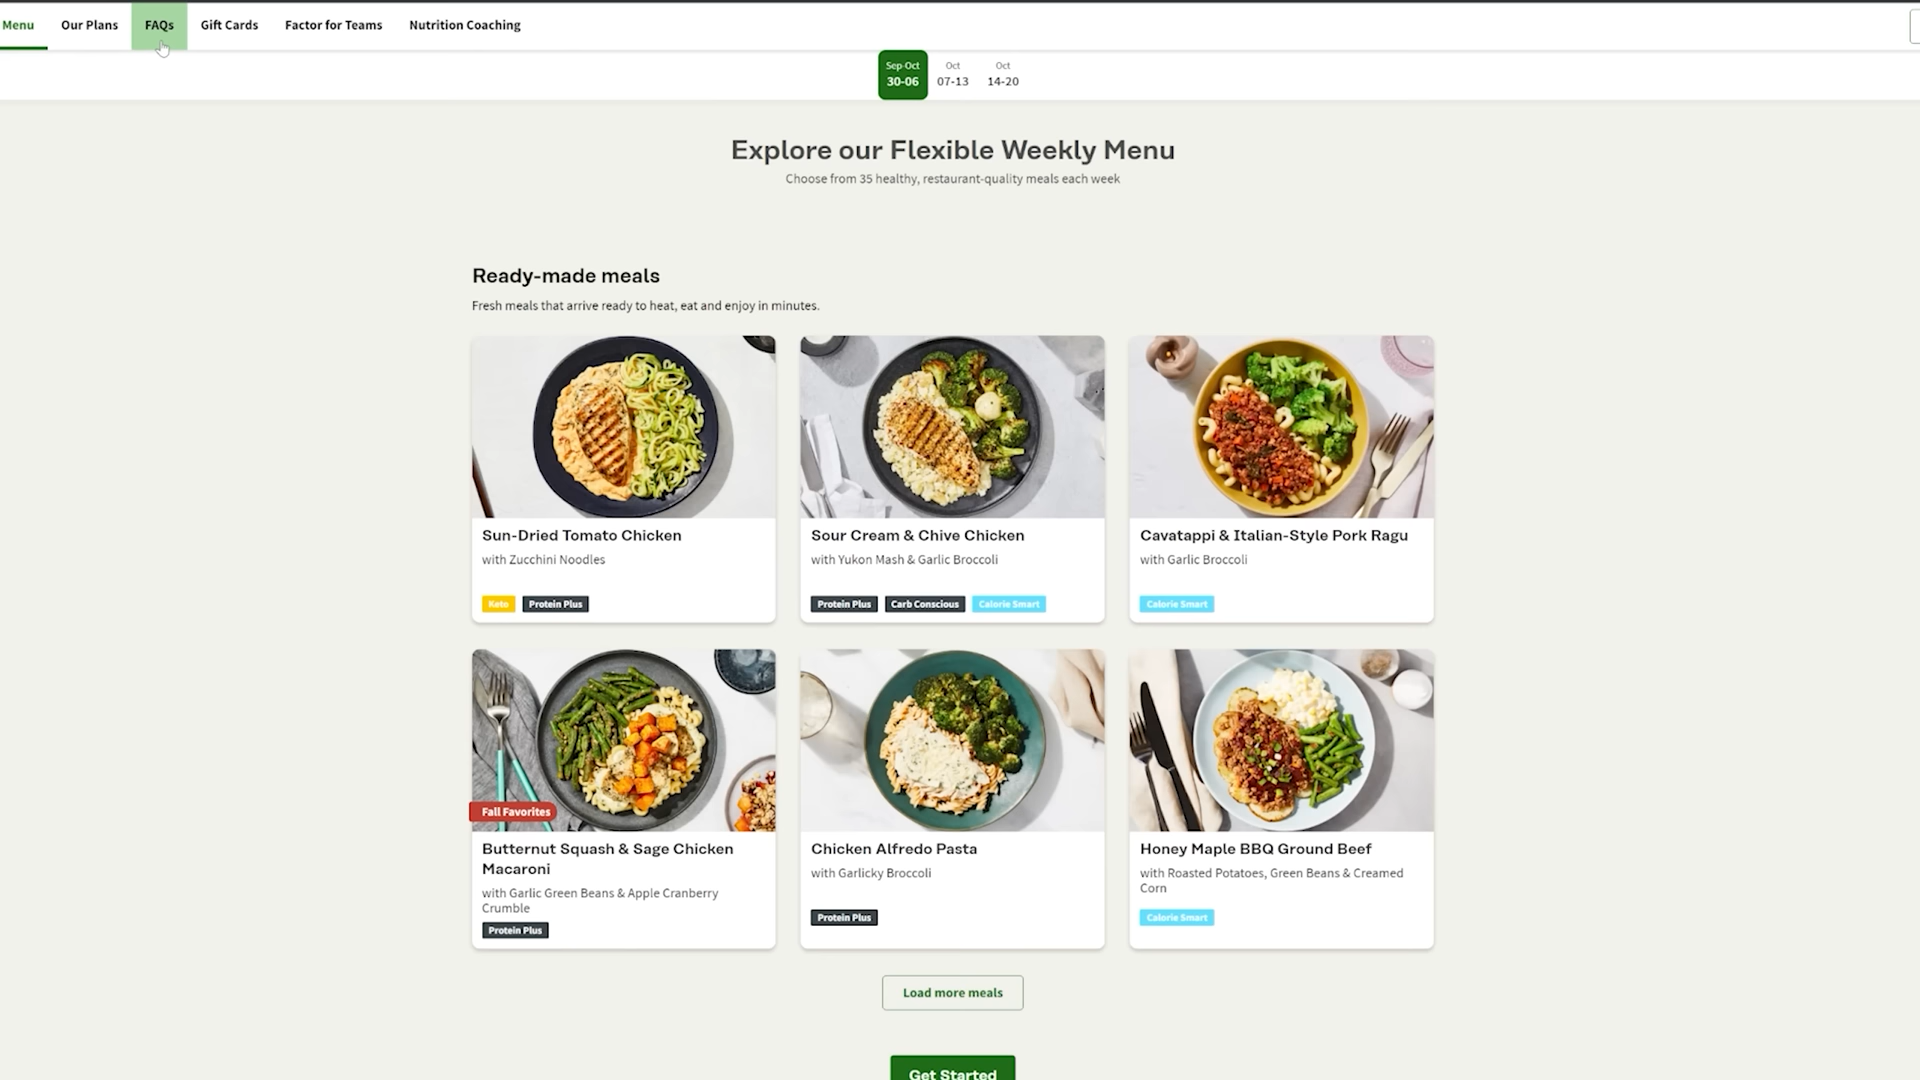 Menu
Our Plans
FAQs
Gift Cards
Factor for Teams
Nutrition Coaching
Sep-Oct
30-06
Oct
07-13
Oct
14-20
Explore our Flexible Weekly Menu
Choose from 35 healthy, restaurant-quality meals each week
Ready-made meals
Fresh meals that arrive ready to heat, eat and enjoy in minutes.
Sun-Dried Tomato Chicken
with Zucchini Noodles
Keto
Protein Plus
Sour Cream & Chive Chicken
with Yukon Mash & Garlic Broccoli
Protein Plus
Carb Conscious
Calorie Smart
Cavatappi & Italian-Style Pork Ragu
with Garlic Broccoli
Calorie Smart
Fall Favorites
Butternut Squash & Sage Chicken
Macaroni
with Garlic Green Beans & Apple Cranberry
Crumble
Protein Plus
Chicken Alfredo Pasta
with Garlicky Broccoli
Protein Plus
Honey Maple BBQ Ground Beef
with Roasted Potatoes, Green Beans & Creamed
Corn
Calorie Smart
Load more meals
Get Started